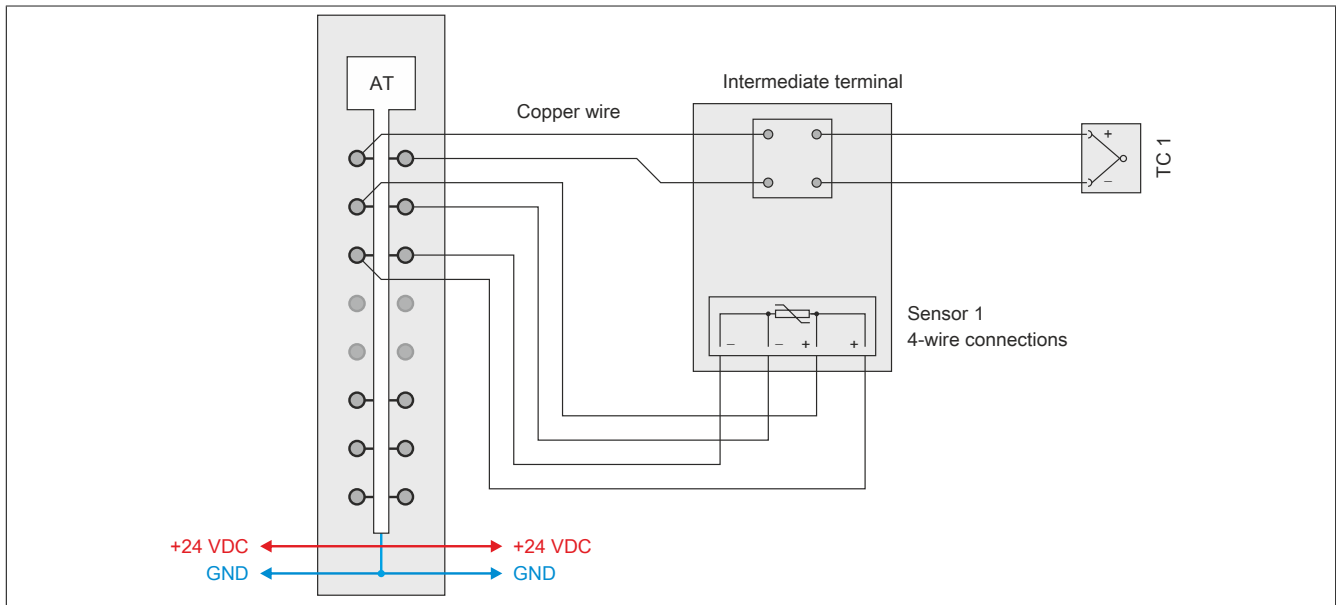 AT
Intermediate terminal
Copper wire
+
−
TC 1
Sensor 1
4-wire connections
− − + +
+24 VDC +24 VDC
GND GND